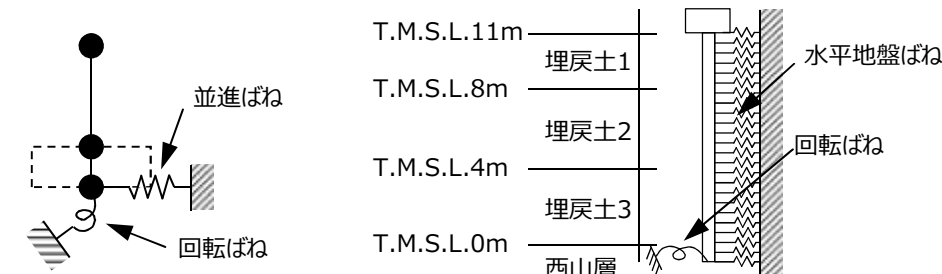 並進ばね
回転ばね
T.M.S.L.11m
埋戻土1
T.M.S.L.8m
埋戻土2
T.M.S.L.4m
埋戻土3
T.M.S.L.0m
西山層
水平地盤ばね
回転ばね